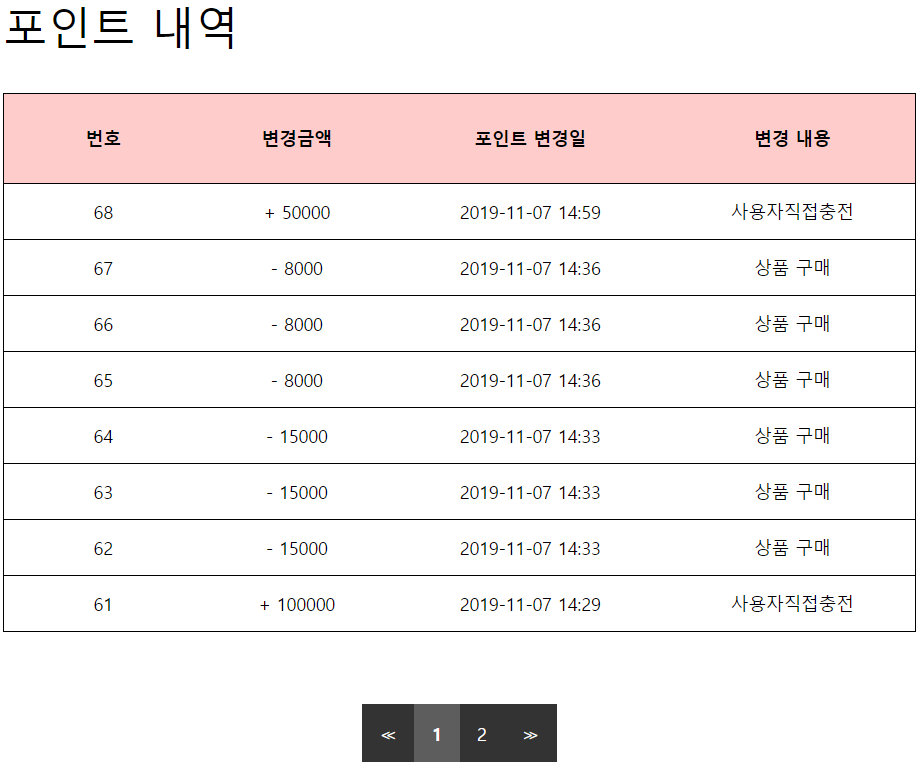 포인트 내역
번호 변경금액 포인트 변경일 변경 내용
68 + 50000 2019-11-07 14:59 사용자직접충전
67 - 8000 2019-11-07 14:36 상품 구매
66 - 8000 2019-11-07 14:36 상품 구매
65 - 8000 2019-11-07 14:36 상품 구매
64 - 15000 2019-11-07 14:33 상품 구매
63 - 15000 2019-11-07 14:33 상품 구매
62 - 15000 2019-11-07 14:33 상품 구매
61 + 100000 2019-11-07 14:29 사용자직접충전
≪ 1 2 ≫